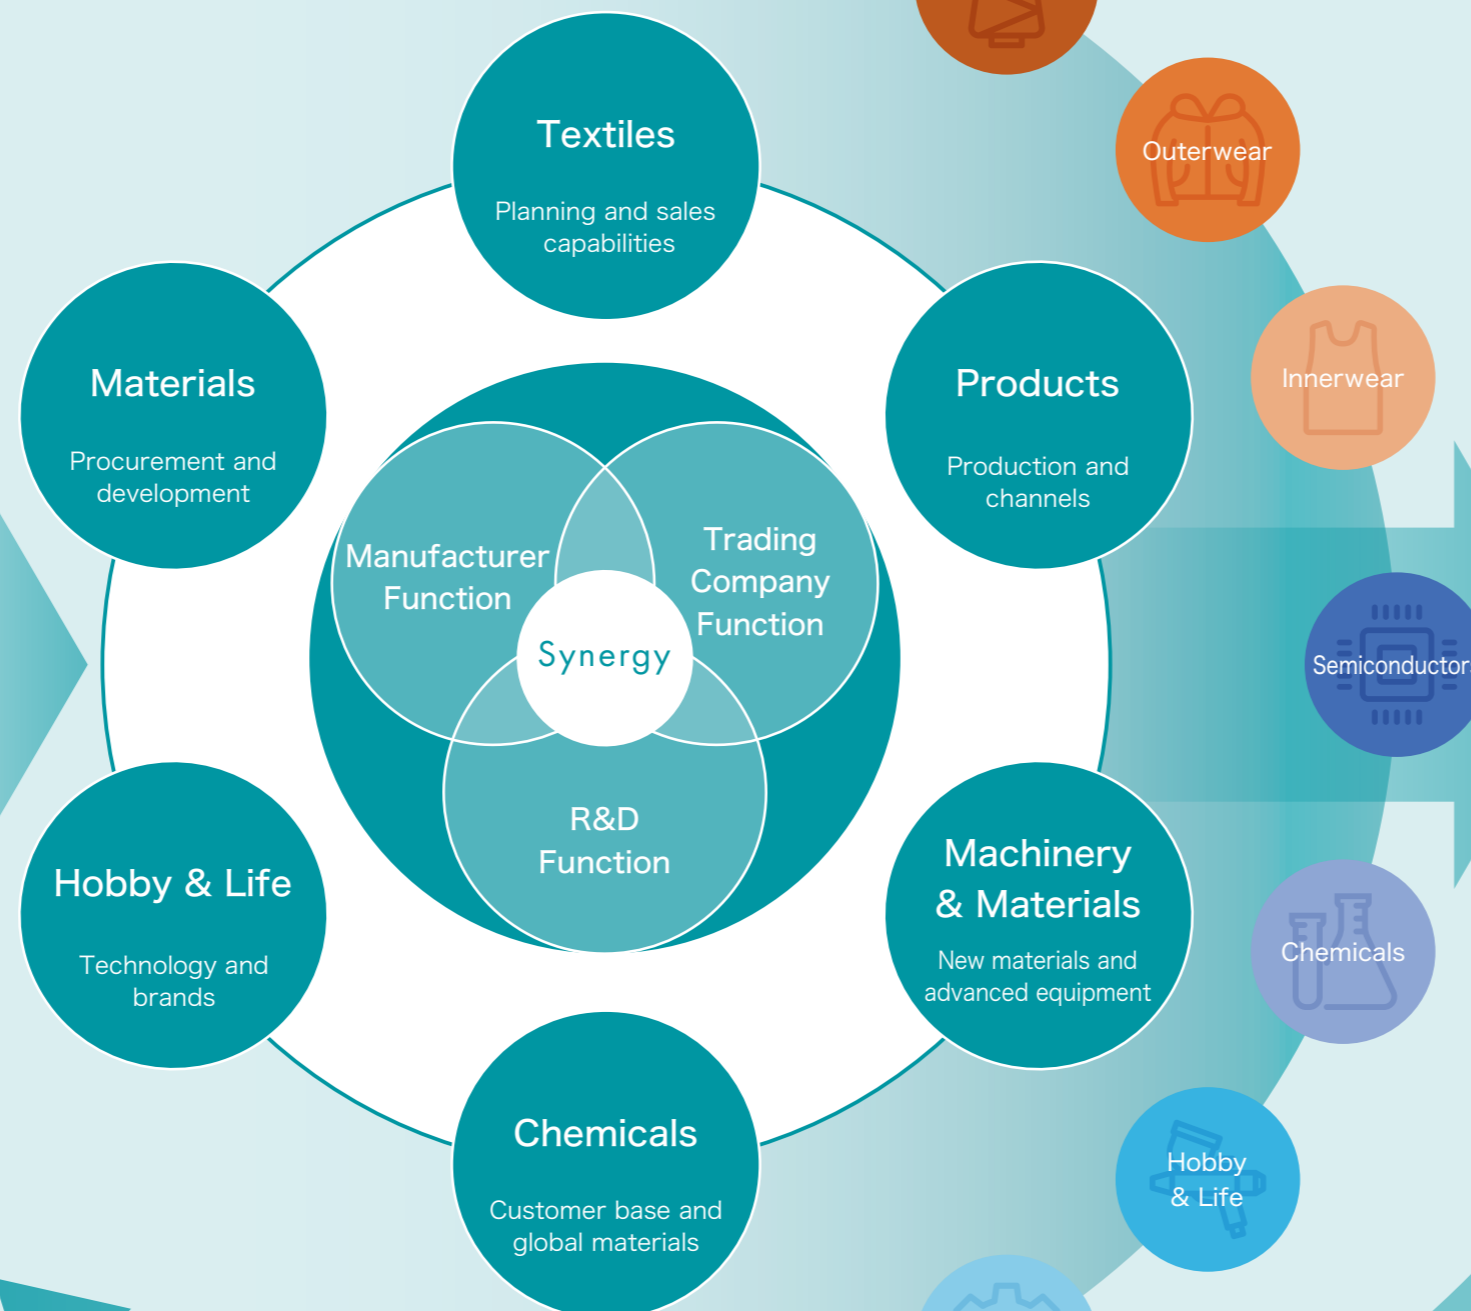 Textiles
Planning and sales
capabilities
Materials
Procurement and
development
Products
Production and
channels
Manufacturer
Function
Trading
Company
Function
Synergy
R&D
Function
Hobby & Life
Technology and
brands
Machinery
& Materials
New materials and
advanced equipment
Chemicals
Customer base and
global materials
Outerwear
Innerwear
Semiconductors
Chemicals
Hobby
& Life